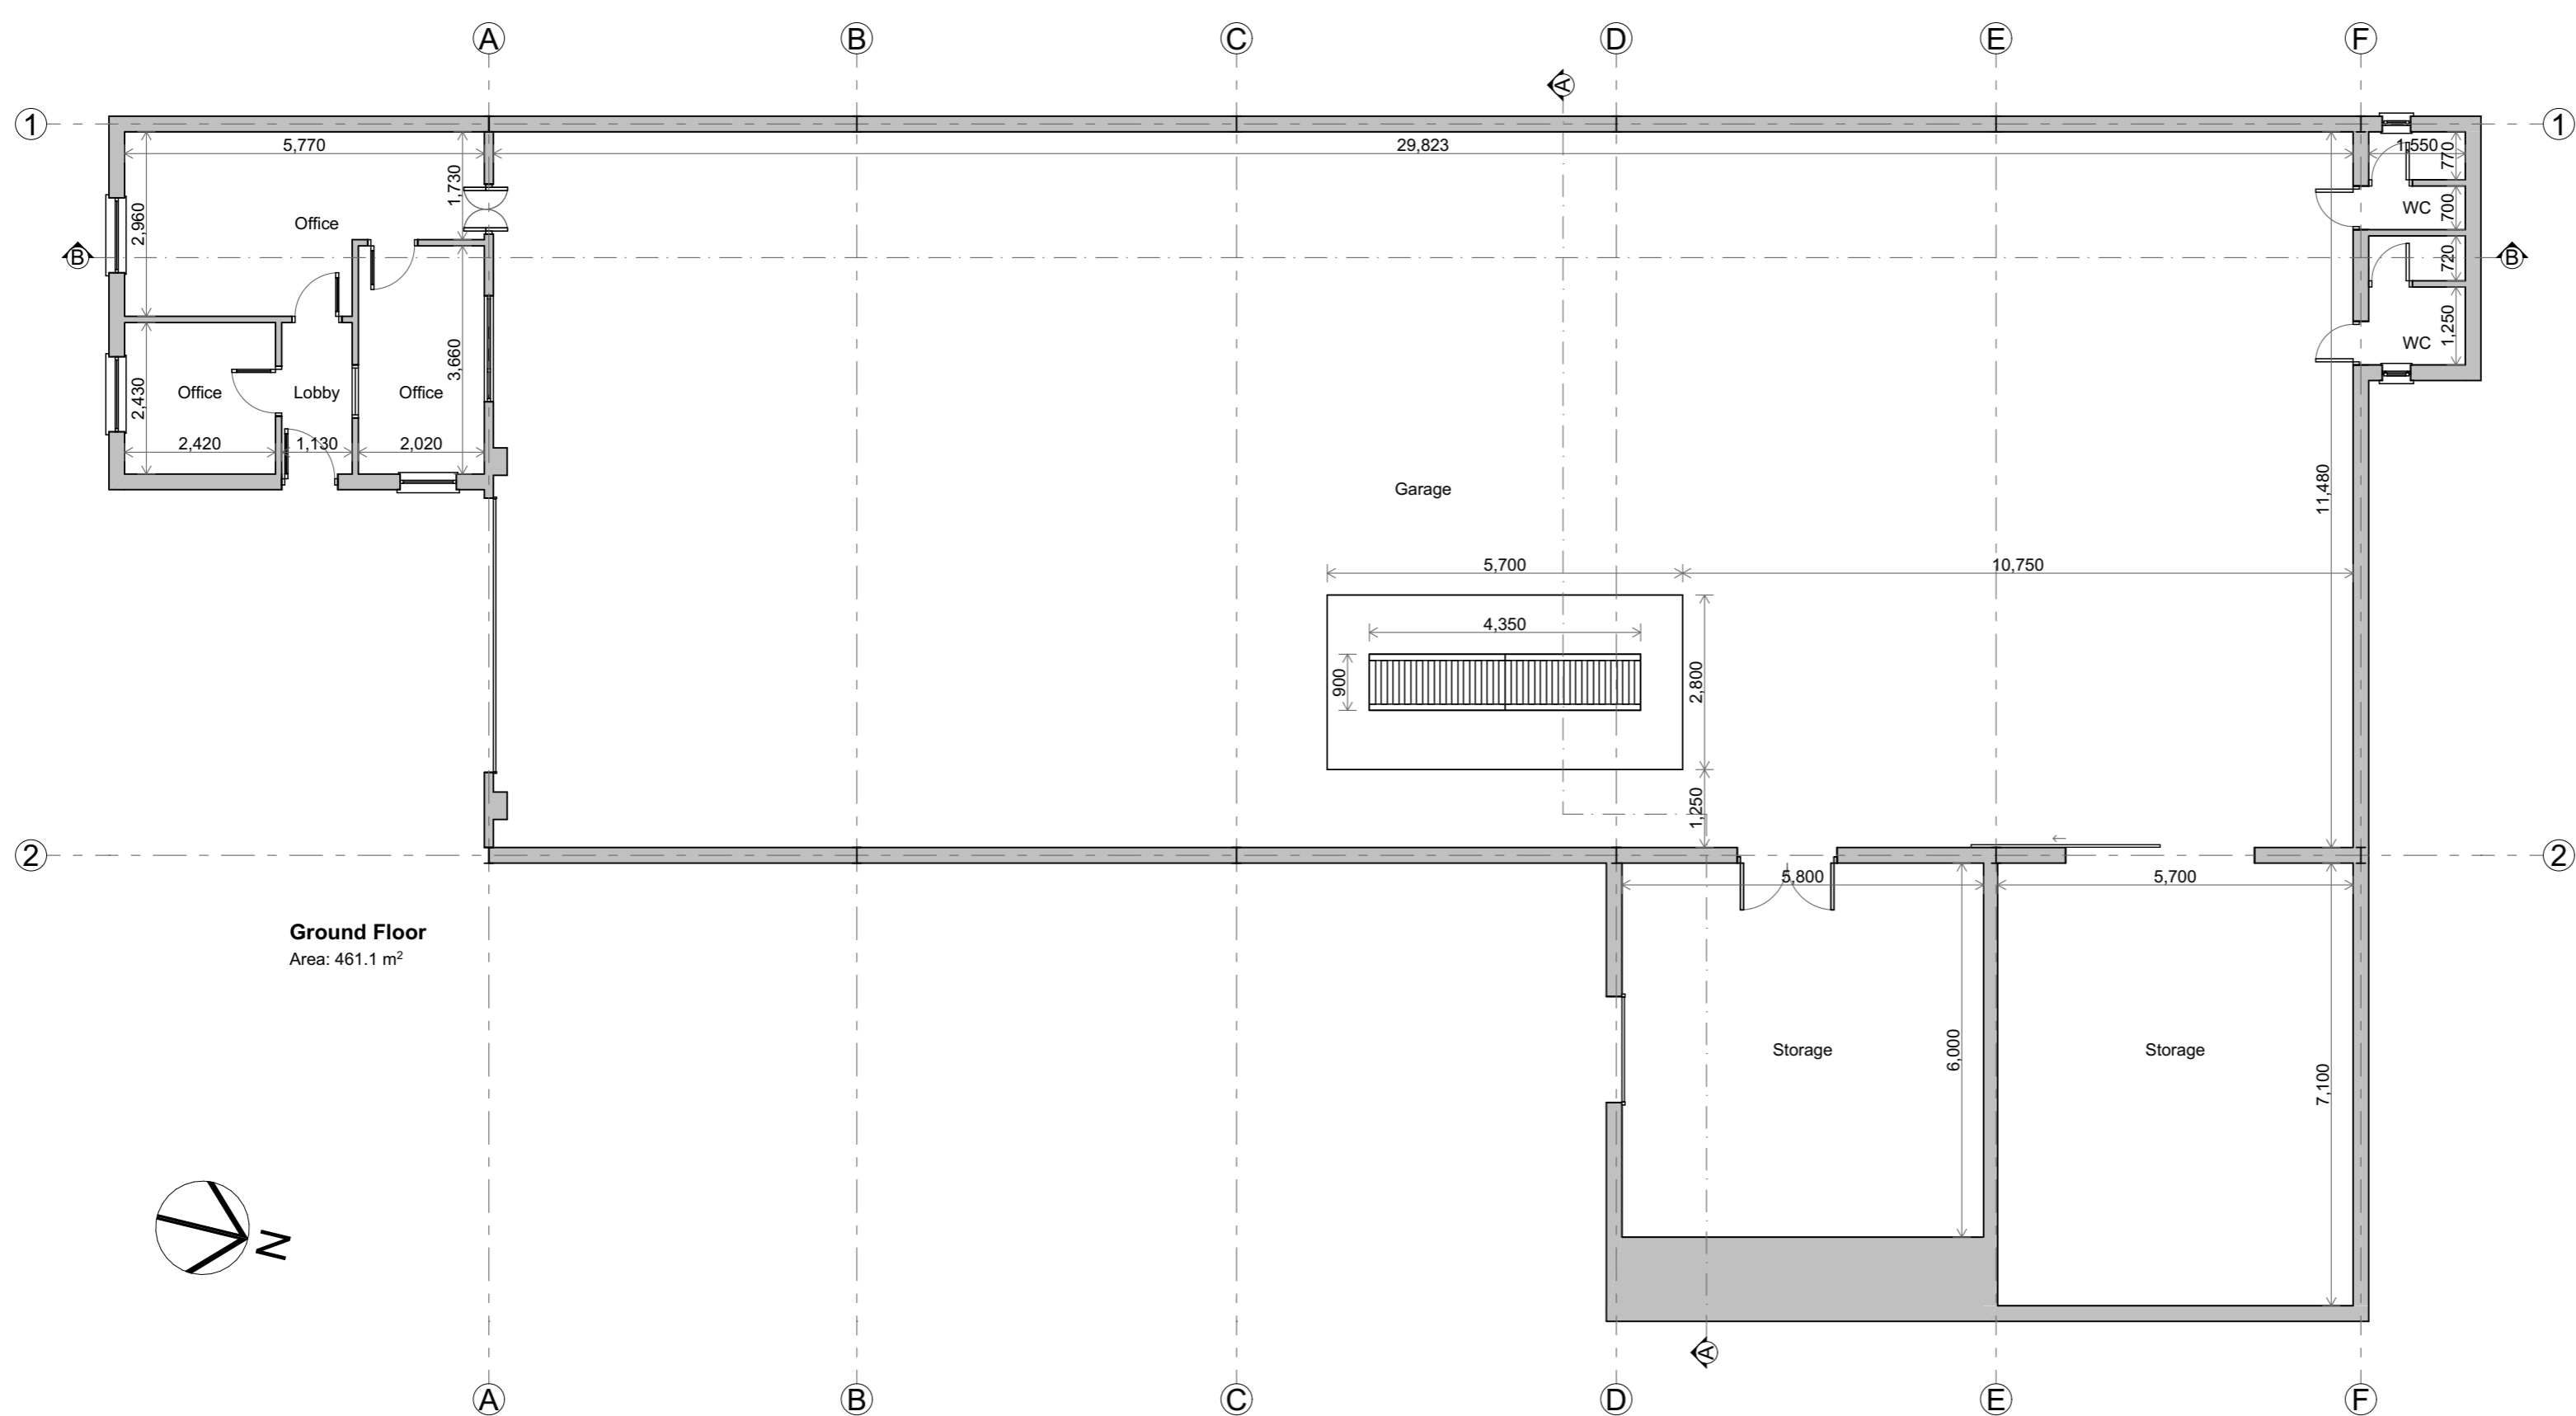 A B C D E F
A
1 1
5,770 29,823 1,550
770
1,730
2,960
700
WC
Office
B B
720
3,660
1,250
WC
2,430
Office Lobby Office
2,420 1,130 2,020
11,480
Garage
5,700 10,750
4,350
900
2,800
1,250
2 2
5,800 5,700
Ground Floor
Area: 461.1 m²
6,000
Storage Storage
7,100
N
A
A B C D E F